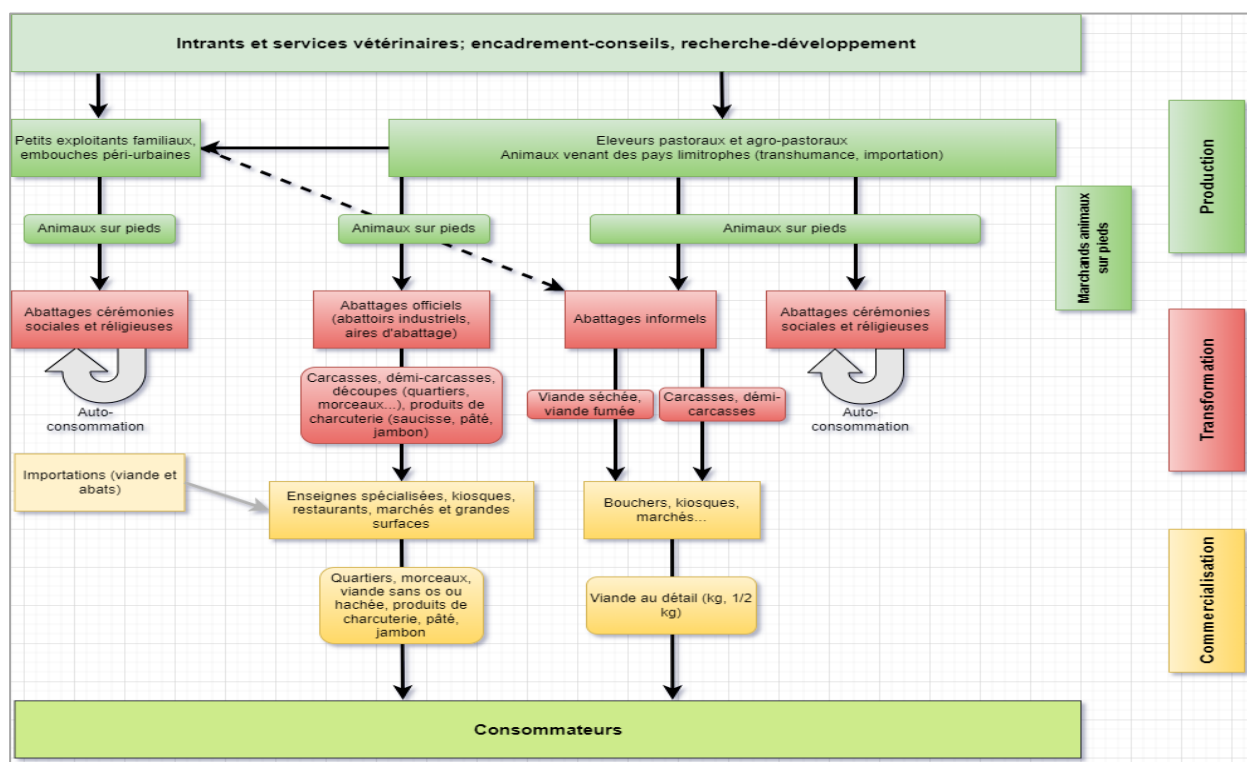 Intrants et services vétérinaires; encadrement-conseils, recherche-développement
Petits exploitants familiaux,
embouches péri-urbaines
Eleveurs pastoraux et agro-pastoraux
Animaux venant des pays limitrophes (transhumance, importation)
Production
Marchands animaux
sur pieds
Animaux sur pieds
Animaux sur pieds
Animaux sur pieds
Abattages cérémonies
sociales et réligieuses
Abattages officiels
(abattoirs industriels,
aires d'abattage)
Abattages informels
Abattages cérémonies
sociales et réligieuses
Transformation
Auto-
consommation
Carcasses, démi-carcasses,
découpes (quartiers,
morceaux...), produits de
charcuterie (saucisse, pâté,
jambon)
Viande séchée,
viande fumée
Carcasses, démi-
carcasses
Auto-
consommation
Importations (viande et
abats)
Enseignes spécialisées, kiosques,
restaurants, marchés et grandes
surfaces
Bouchers, kiosques,
marchés...
Commercialisation
Quartiers, morceaux,
viande sans os ou
hachée, produits de
charcuterie, pâté,
jambon
Viande au détail (kg, 1/2
kg)
Consommateurs